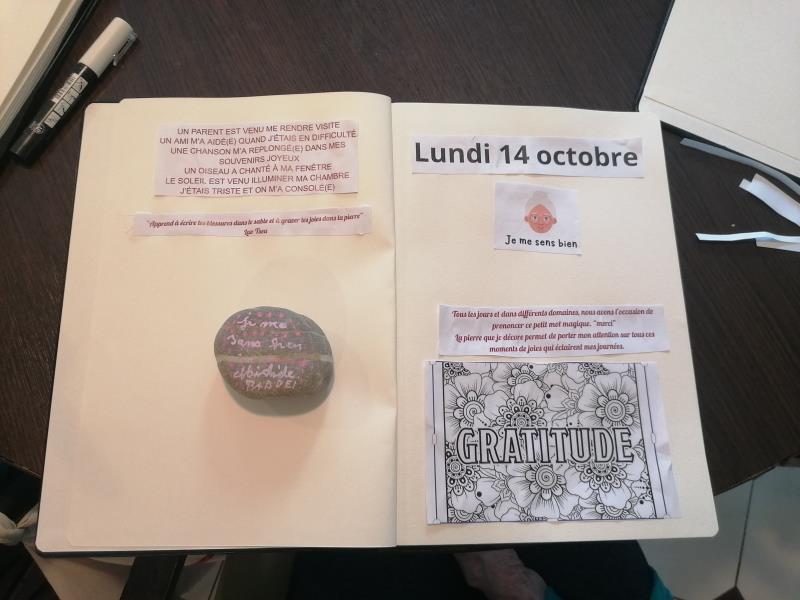 UN PARENT EST VENU ME RENDRE VISITE
UN AMI M'A AIDÉ(E) QUAND J'ÉTAIS EN DIFFICULTÉ
UNE CHANSON M'A REPLONGÉ(E) DANS MES
SOUVENIRS JOYEUX
UN OISEAU A CHANTÉ À MA FENÊTRE
LE SOLEIL EST VENU ILLUMINER MA CHAMBRE
J'ÉTAIS TRISTE ET ON M'A CONSOLÉ(E)
"Apprend à écrire les blessures dans le sable et à graver les joies dans la pierre"
Lao Tseu
je me
sens bien
Lundi 14 octobre
Je me sens bien
Tous les jours et dans différents domaines, nous avons l'occasion de
prononcer ce petit mot magique, "merci"
La pierre que je décore permet de porter mon attention sur tous ces
moments de joies qui éclairent mes journées.
GRATITUDE